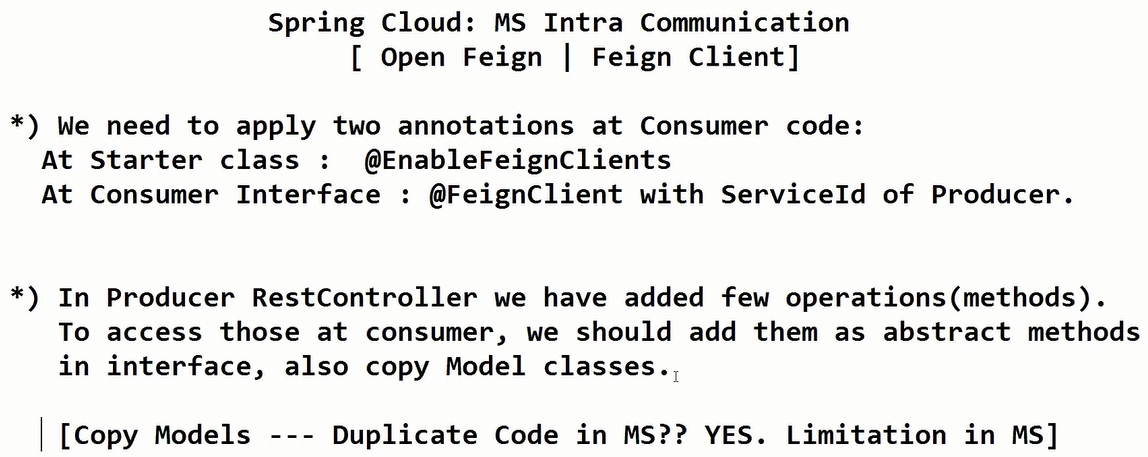 Spring Cloud: MS Intra Communication
[ Open Feign | Feign Client]
*) We need to apply two annotations at Consumer code:
At Starter class :  @EnableFeignClients
At Consumer Interface : @FeignClient with ServiceId of Producer.
*) In Producer RestController we have added few operations(methods).
To access those at consumer, we should add them as abstract methods
in interface, also copy Model classes.
[Copy Models --- Duplicate Code in MS?? YES. Limitation in MS]